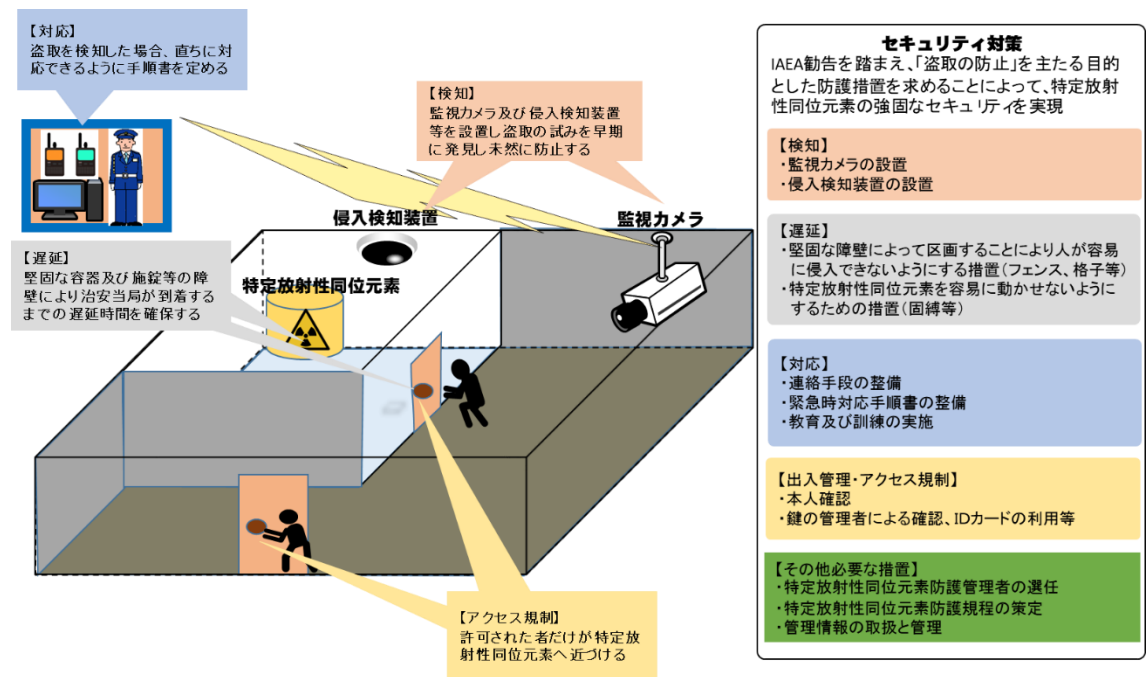 【対応】
盗取を検知した場合、直ちに対
応できるように手順書を定める
【検知】
監視カメラ及び侵入検知装置
等を設置し盗取の試みを早期
に発見し未然に防止する
侵入検知装置
監視カメラ
【遅延】
堅固な容器及び施錠等の障
壁により治安当局が到着する
までの遅延時間を確保する
特定放射性同位元素
【アクセス規制】
許可された者だけが特定放
射性同位元素へ近づける
セキュリティ対策
IAEA勧告を踏まえ、「盗取の防止」を主たる目的
とした防護措置を求めることによって、特定放射
性同位元素の強固なセキュリティを実現
【検知】
・監視カメラの設置
・侵入検知装置の設置
【遅延】
・堅固な障壁によって区画することにより人が容易
に侵入できないようにする措置(フェンス、格子等)
・特定放射性同位元素を容易に動かせないように
するための措置(固縛等)
【対応】
・連絡手段の整備
・緊急時対応手順書の整備
・教育及び訓練の実施
【出入管理・アクセス規制】
・本人確認
・鍵の管理者による確認、IDカードの利用等
【その他必要な措置】
・特定放射性同位元素防護管理者の選任
・特定放射性同位元素防護規程の策定
・管理情報の取扱と管理